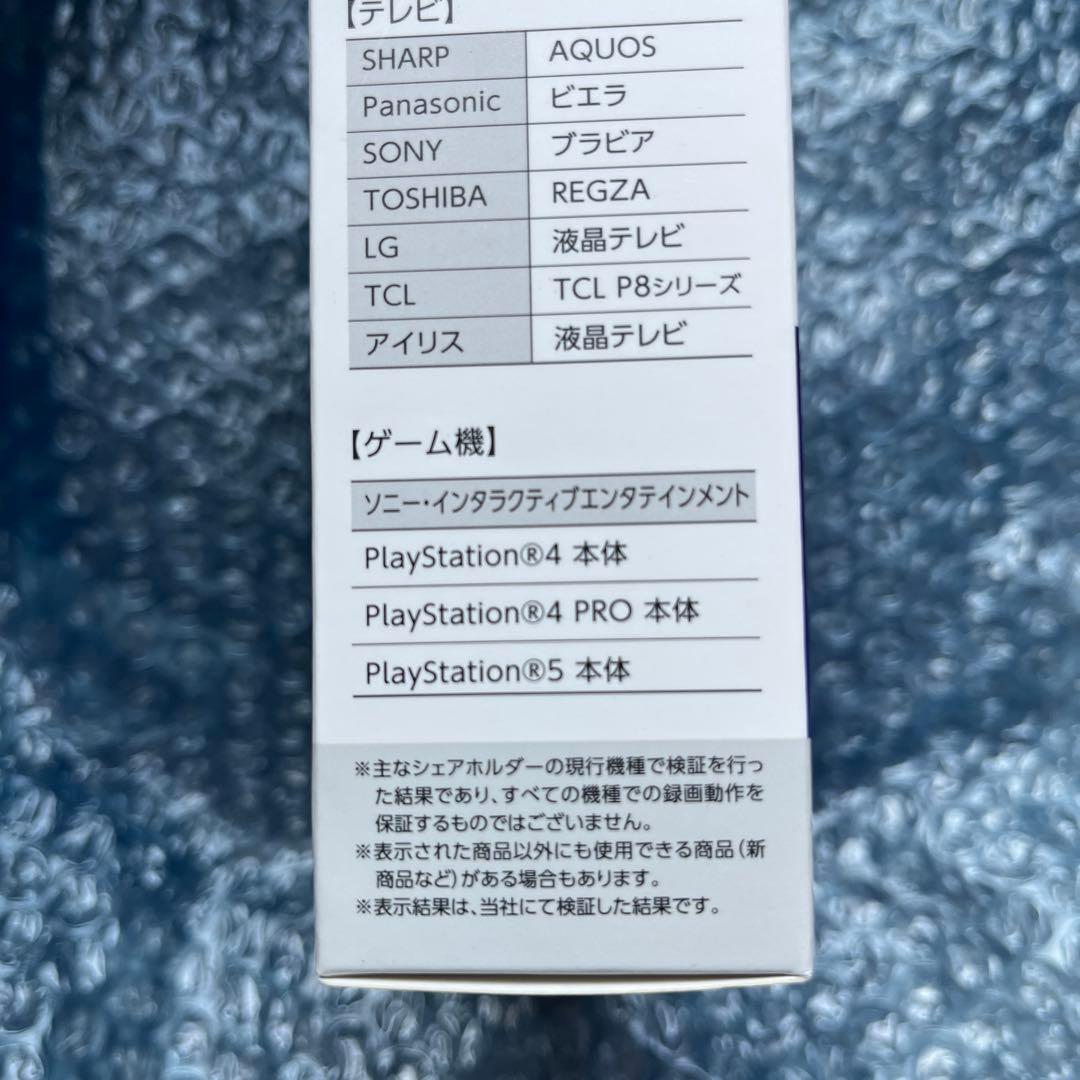 【テレビ】
SHARP AQUOS
Panasonic ビエラ
SONY ブラビア
TOSHIBA REGZA
LG 液晶テレビ
TCL TCL P8シリーズ
アイリス 液晶テレビ
【ゲーム機】
ソニー・インタラクティブエンタテインメント
PlayStation®4 本体
PlayStation®4 PRO 本体
PlayStation®5 本体
※主なシェアホルダーの現行機種で検証を行っ
た結果であり、すべての機種での録画動作を
保証するものではございません。
※表示された商品以外にも使用できる商品(新
商品など)がある場合もあります。
※表示結果は、当社にて検証した結果です。